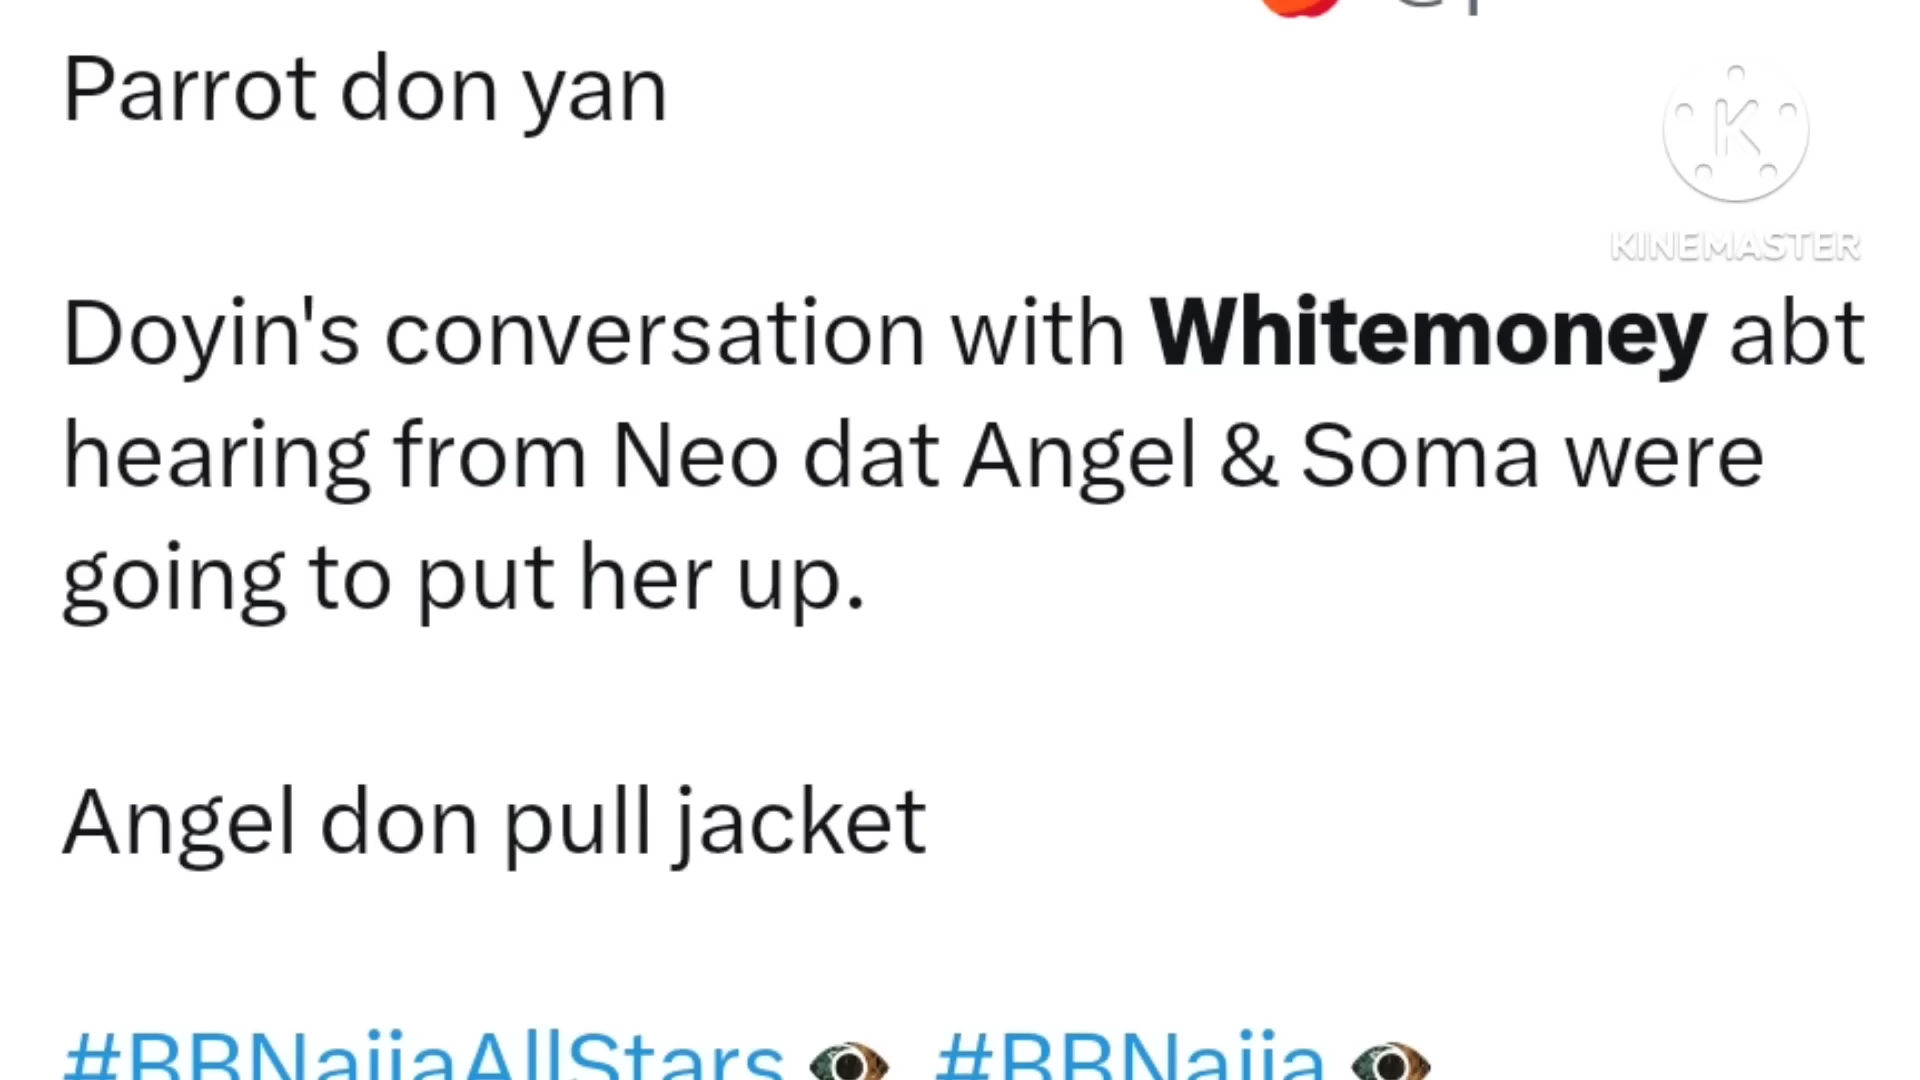 Parrot don yan
KINEMASTER
Doyin's conversation with Whitemoney abt
hearing from Neo dat Angel & Soma were
going to put her up.
Angel don pull jacket
#BBNaijaAllStars #BBNaija